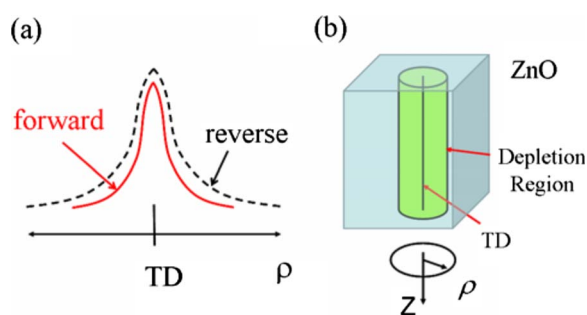 (a)
forward
reverse
TD
ρ
(b)
ZnO
Depletion
Region
TD
ρ
Z